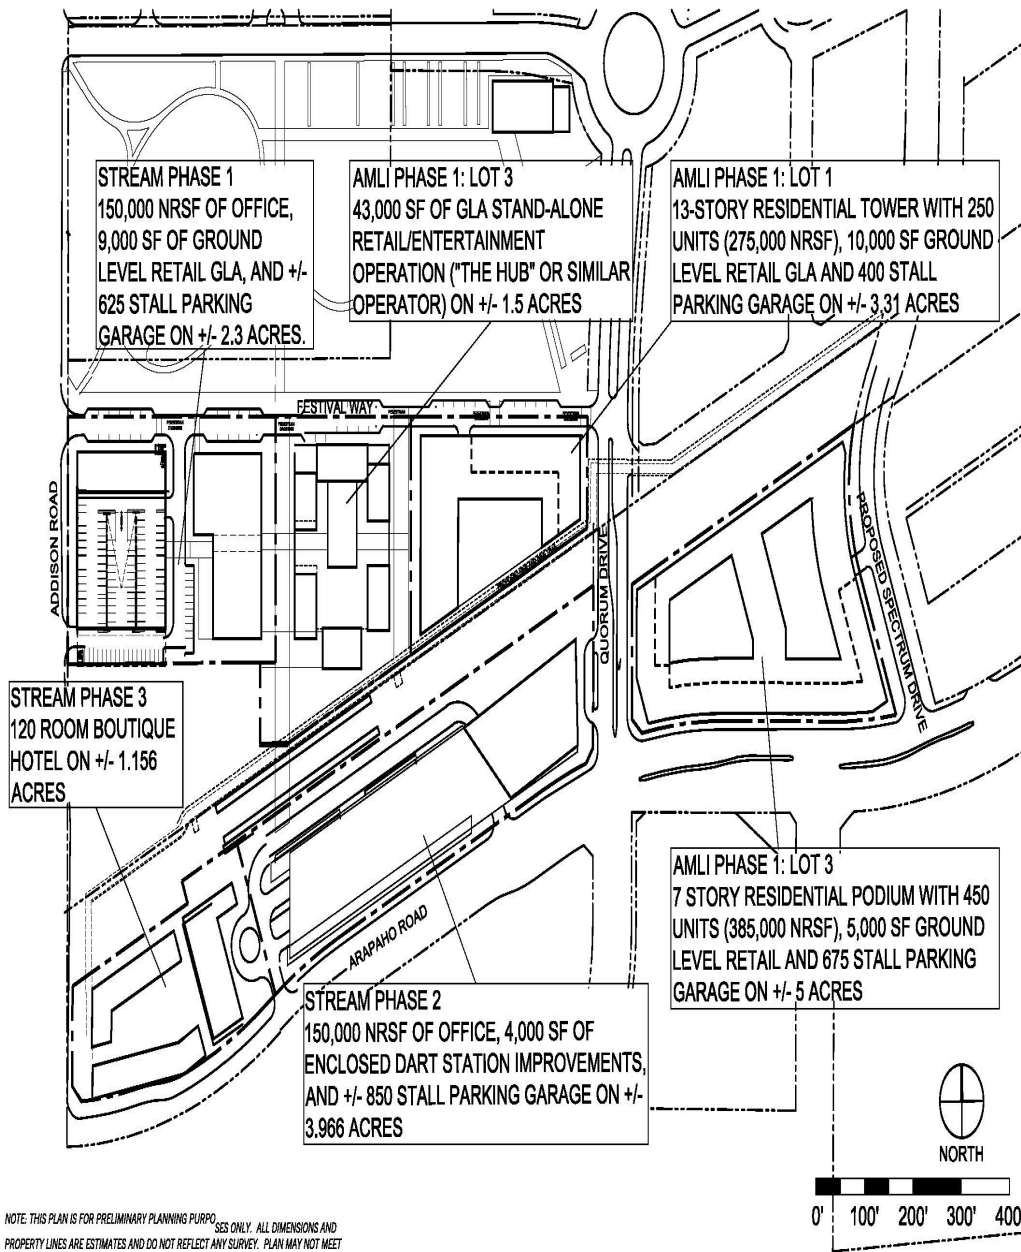 STREAM PHASE 1
150,000 NRSF OF OFFICE,
9,000 SF OF GROUND
LEVEL RETAIL GLA, AND +/-
625 STALL PARKING
GARAGE ON +/- 2.3 ACRES.
AMLI PHASE 1: LOT 3
43,000 SF OF GLA STAND-ALONE
RETAIL/ENTERTAINMENT
OPERATION ("THE HUB" OR SIMILAR
OPERATOR) ON +/- 1.5 ACRES
AMLI PHASE 1: LOT 1
13-STORY RESIDENTIAL TOWER WITH 250
UNITS (275,000 NRSF), 10,000 SF GROUND
LEVEL RETAIL GLA AND 400 STALL
PARKING GARAGE ON +/- 3.31 ACRES
FESTIVAL WAY
ADDISON ROAD
QUORUM DRIVE
PROPOSED SPECTRUM DRIVE
STREAM PHASE 3
120 ROOM BOUTIQUE
HOTEL ON +/- 1.156
ACRES
ARAPAHO ROAD
AMLI PHASE 1: LOT 3
7 STORY RESIDENTIAL PODIUM WITH 450
UNITS (385,000 NRSF), 5,000 SF GROUND
LEVEL RETAIL AND 675 STALL PARKING
GARAGE ON +/- 5 ACRES
STREAM PHASE 2
150,000 NRSF OF OFFICE, 4,000 SF OF
ENCLOSED DART STATION IMPROVEMENTS,
AND +/- 850 STALL PARKING GARAGE ON +/-
3.966 ACRES
NORTH
0' 100' 200' 300' 400
NOTE: THIS PLAN IS FOR PRELIMINARY PLANNING PURPOSES ONLY. ALL DIMENSIONS AND
PROPERTY LINES ARE ESTIMATES AND DO NOT REFLECT ANY SURVEY. PLAN MAY NOT MEET